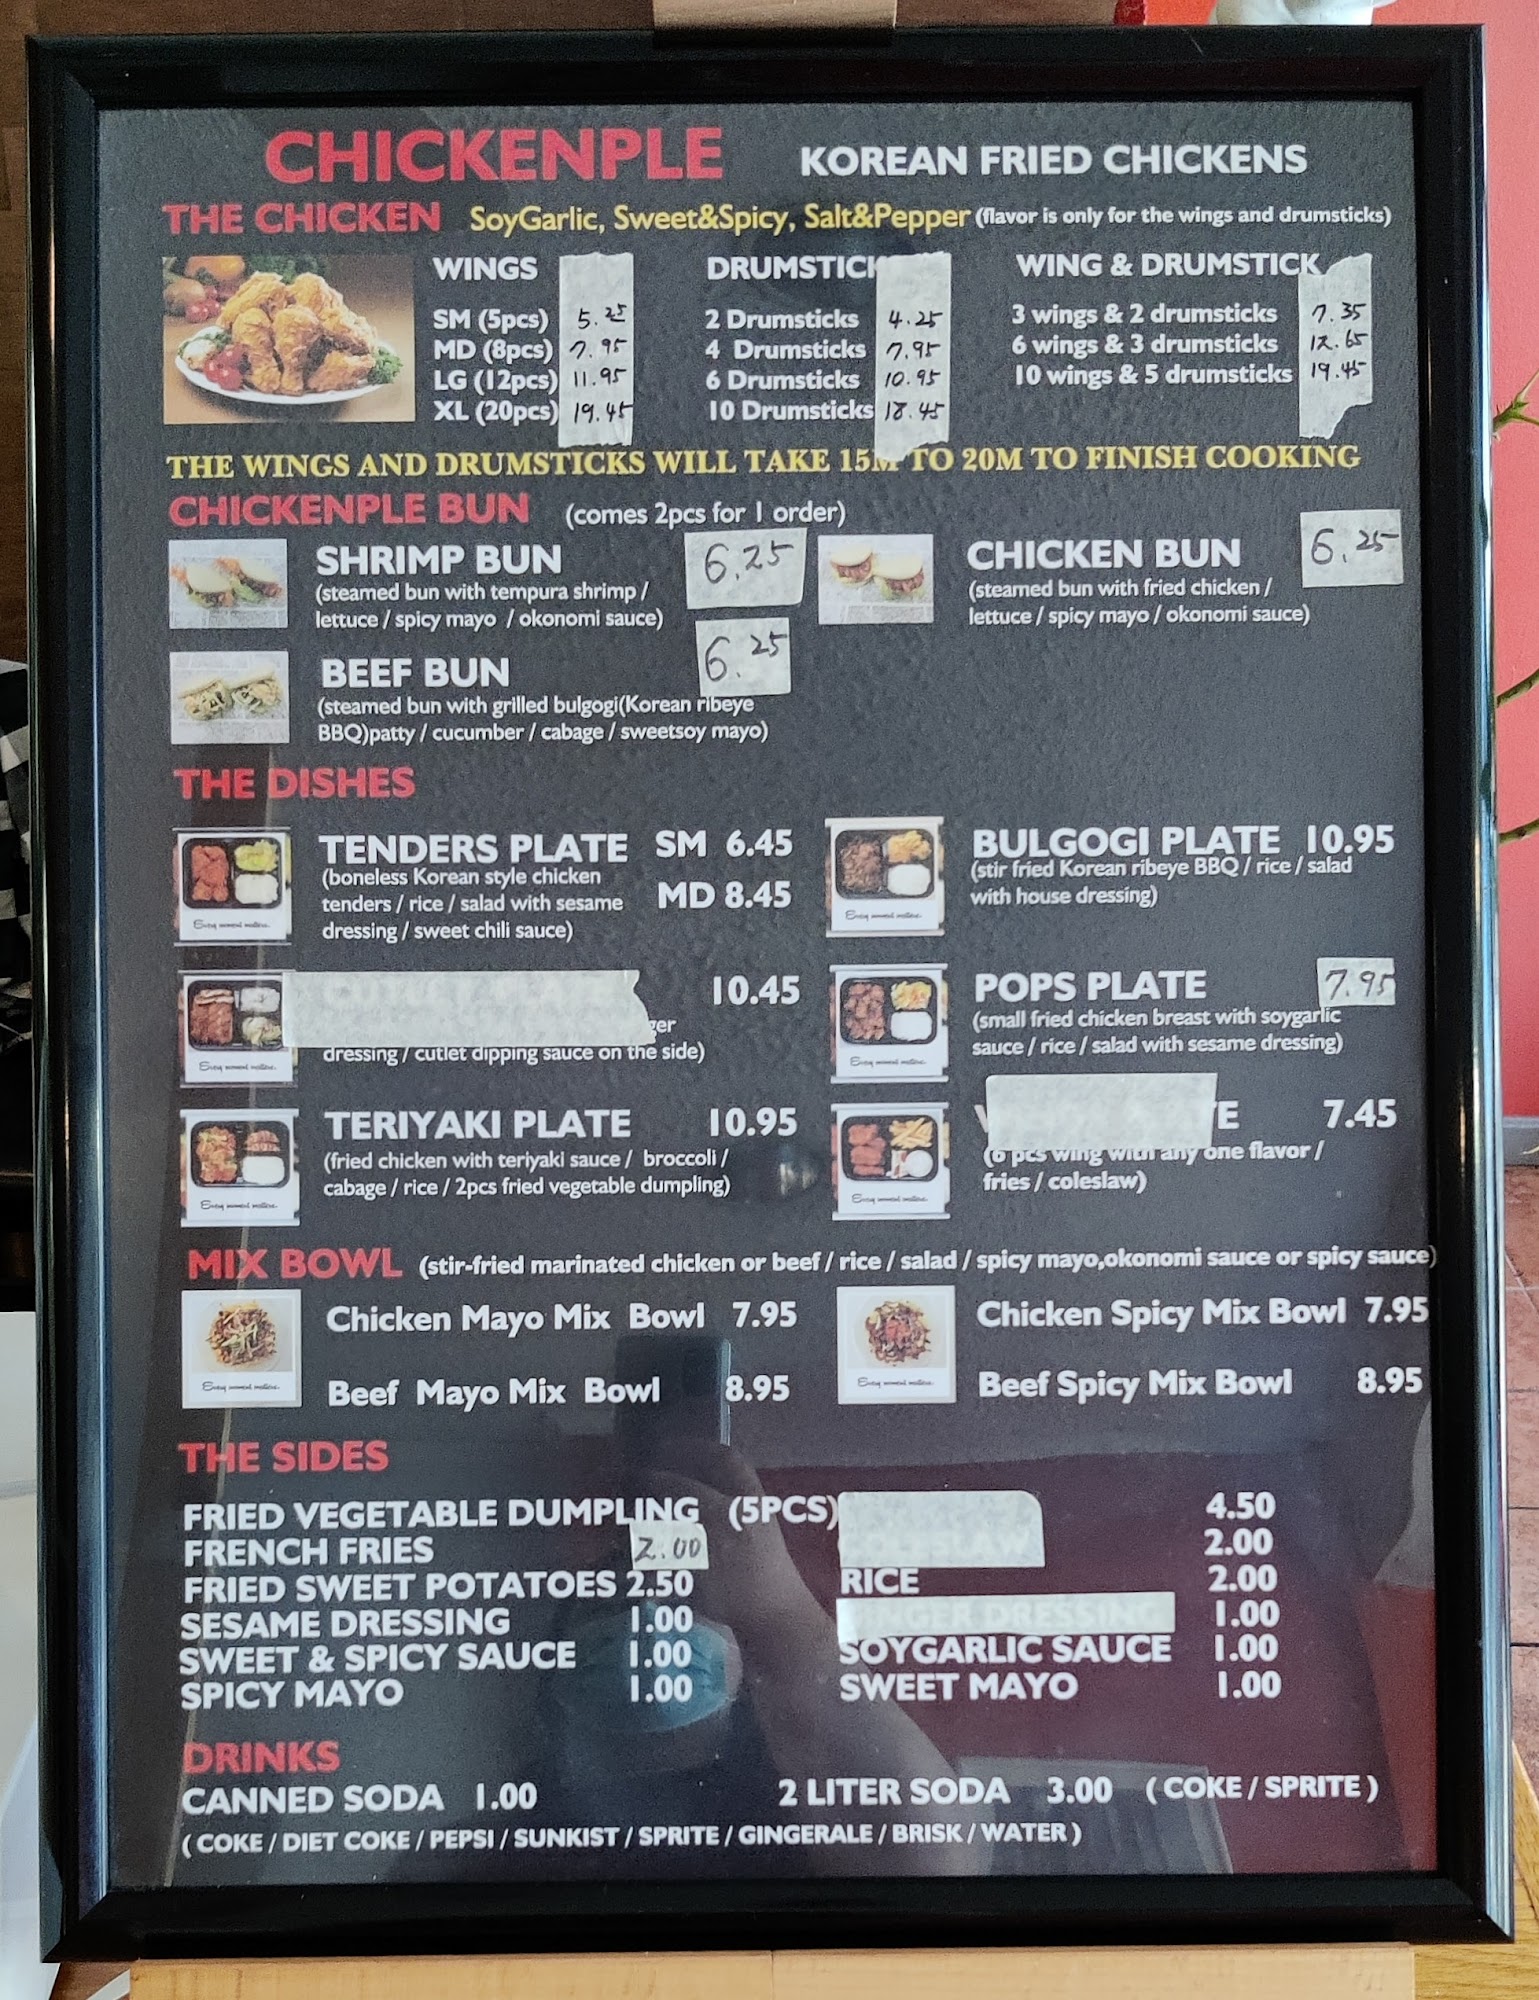 CHICKENPLE KOREAN FRIED CHICKENS
THE CHICKEN SoyGarlic, Sweet&Spicy, Salt&Pepper (flavor is only for the wings and drumsticks)
WINGS
SM (5pcs) 5.25
MD (8pcs) 7.95
LG (12pcs) 11.95
XL (20pcs) 19.45
DRUMSTICK
2 Drumsticks 4.25
4 Drumsticks 7.95
6 Drumsticks 10.95
10 Drumsticks 18.45
WING & DRUMSTICK
3 wings & 2 drumsticks 7.35
6 wings & 3 drumsticks 12.65
10 wings & 5 drumsticks 19.45
THE WINGS AND DRUMSTICKS WILL TAKE 15M TO 20M TO FINISH COOKING
CHICKENPLE BUN (comes 2pcs for 1 order)
SHRIMP BUN 6.25
(steamed bun with tempura shrimp /
lettuce / spicy mayo / okonomi sauce)
CHICKEN BUN 6.25
(steamed bun with fried chicken /
lettuce / spicy mayo / okonomi sauce)
BEEF BUN 6.25
(steamed bun with grilled bulgogi(Korean ribeye
BBQ)patty / cucumber / cabage / sweetsoy mayo)
THE DISHES
TENDERS PLATE SM 6.45
(boneless Korean style chicken
tenders / rice / salad with sesame MD 8.45
dressing / sweet chili sauce)
BULGOGI PLATE 10.95
(stir fried Korean ribeye BBQ / rice / salad
with house dressing)
10.45
dressing / cutlet dipping sauce on the side)
POPS PLATE 7.95
(small fried chicken breast with soygarlic
sauce / rice / salad with sesame dressing)
TERIYAKI PLATE 10.95
(fried chicken with teriyaki sauce / broccoli /
cabage / rice / 2pcs fried vegetable dumpling)
7.45
(6 pcs wing with any one flavor /
fries / coleslaw)
MIX BOWL (stir-fried marinated chicken or beef / rice / salad / spicy mayo,okonomi sauce or spicy sauce)
Chicken Mayo Mix Bowl 7.95
Beef Mayo Mix Bowl 8.95
Chicken Spicy Mix Bowl 7.95
Beef Spicy Mix Bowl 8.95
THE SIDES
FRIED VEGETABLE DUMPLING (5PCS) 4.50
FRENCH FRIES 2.00
FRIED SWEET POTATOES 2.50
SESAME DRESSING 1.00
SWEET & SPICY SAUCE 1.00
SPICY MAYO 1.00
COLESLAW 2.00
RICE 2.00
GINGER DRESSING 1.00
SOYGARLIC SAUCE 1.00
SWEET MAYO 1.00
DRINKS
CANNED SODA 1.00
2 LITER SODA 3.00 ( COKE / SPRITE )
( COKE / DIET COKE / PEPSI / SUNKIST / SPRITE / GINGERALE / BRISK / WATER )